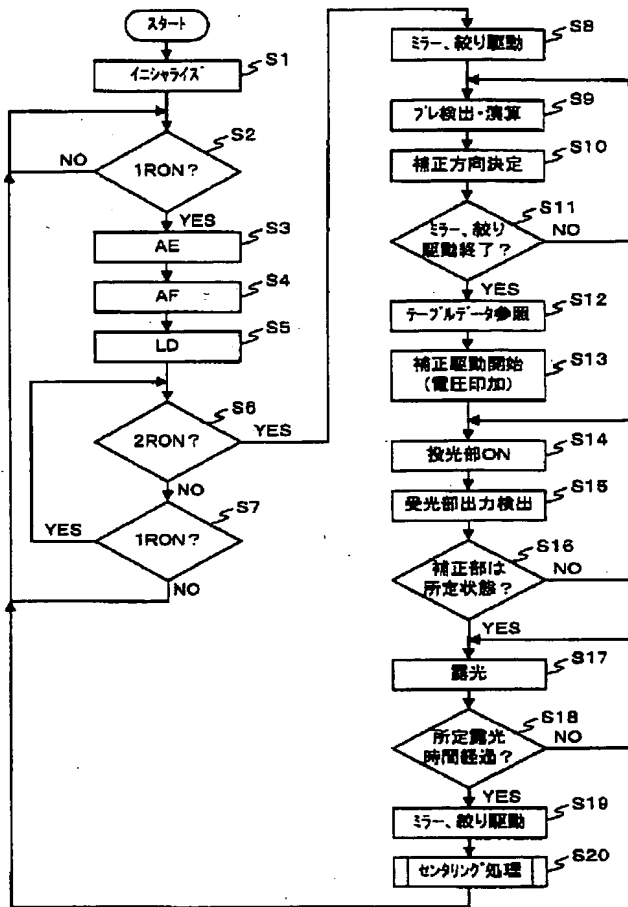 スタート
イニシャライズ
S1
S2
1RON?
NO
YES
AE
S3
AF
S4
LD
S5
S6
2RON?
YES
NO
S7
1RON?
YES
NO
ミラー、絞り駆動
S8
ブレ検出・演算
S9
補正方向決定
S10
S11
ミラー、絞り
駆動終了?
NO
YES
テーブルデータ参照
S12
補正駆動開始
(電圧印加)
S13
投光部ON
S14
受光部出力検出
S15
S16
補正部は
所定状態?
NO
YES
露光
S17
S18
所定露光
時間経過?
NO
YES
ミラー、絞り駆動
S19
センタリング処理
S20